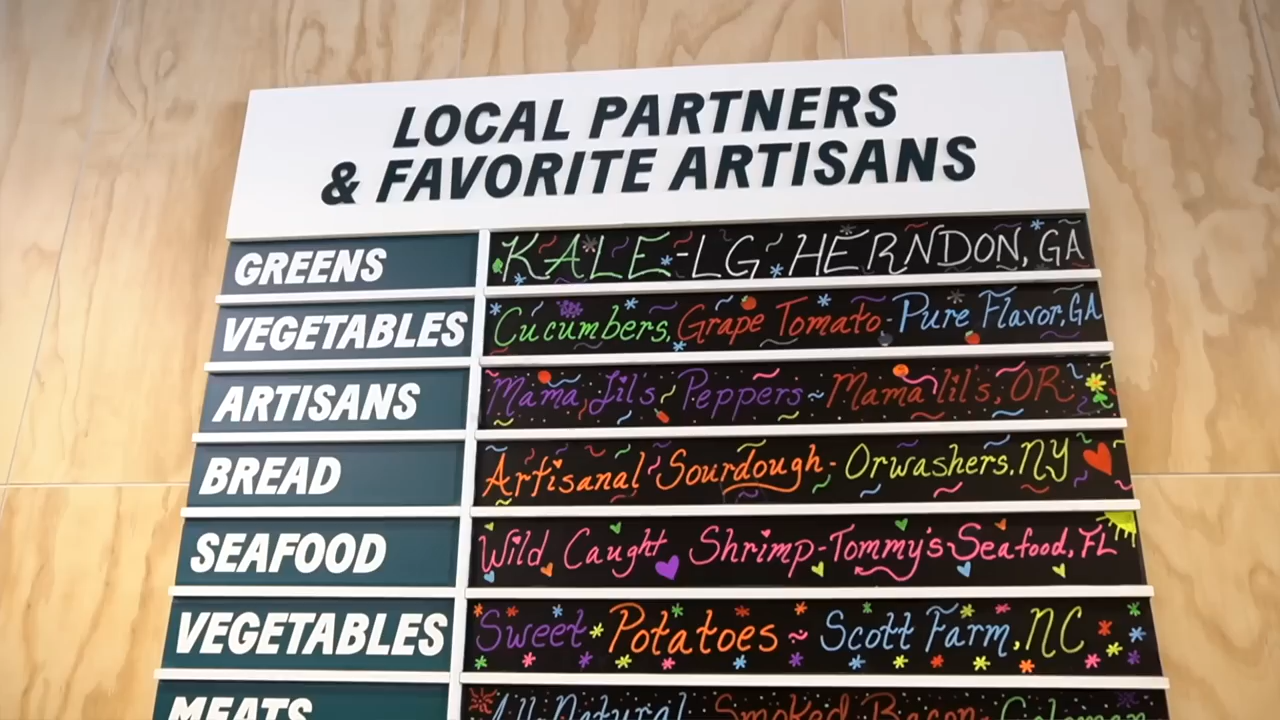 LOCAL PARTNERS
& FAVORITE ARTISANS
GREENS KALE-LG HERNDON, GA
VEGETABLES Cucumbers, Grape Tomato-Pure Flavor, GA
ARTISANS Mama Lil's Peppers ~ Mama lil's, OR
BREAD Artisanal Sourdough-Orwashers, NY
SEAFOOD Wild Caught Shrimp-Tommy's Seafood, FL
VEGETABLES Sweet Potatoes ~ Scott Farm, NC
MEATS All-Natural Smoked Bacon- Coleman